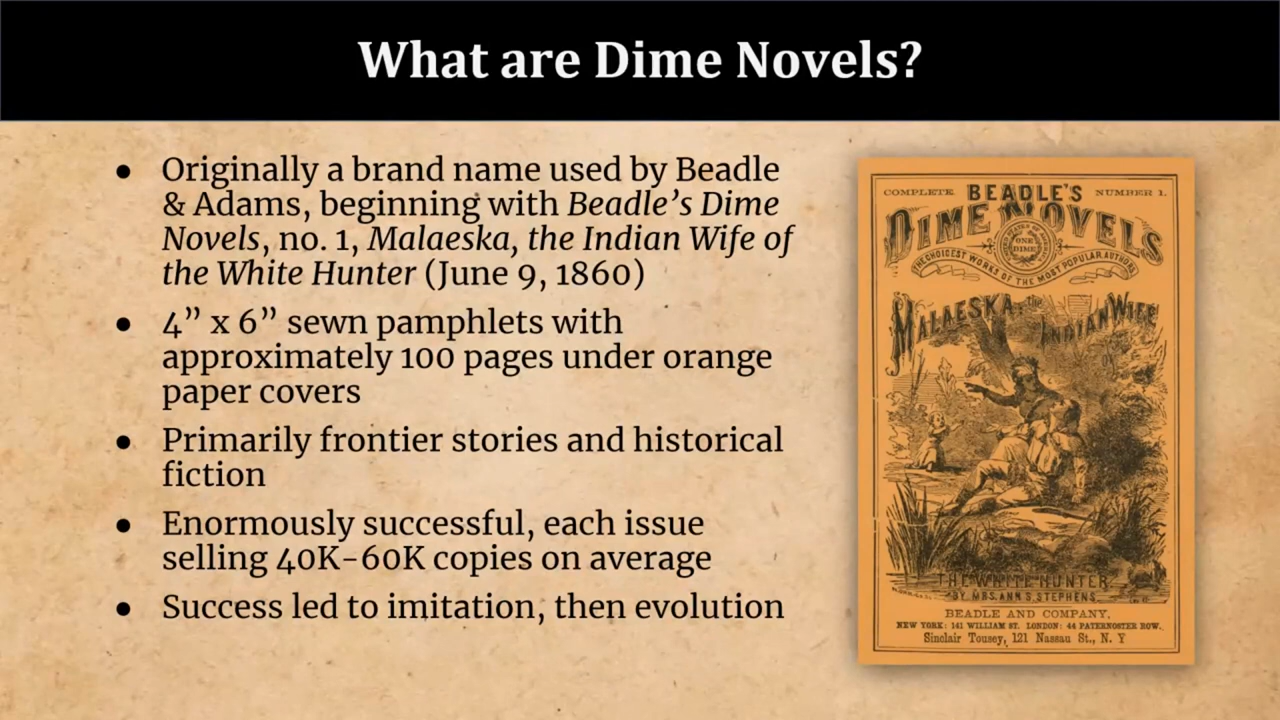 What are Dime Novels?
● Originally a brand name used by Beadle
& Adams, beginning with Beadle’s Dime
Novels, no. 1, Malaeska, the Indian Wife of
the White Hunter (June 9, 1860)
● 4” x 6” sewn pamphlets with
approximately 100 pages under orange
paper covers
● Primarily frontier stories and historical
fiction
● Enormously successful, each issue
selling 40K-60K copies on average
● Success led to imitation, then evolution
COMPLETE. BEADLE'S NUMBER 1.
DIME NOVELS
ONE
DIME
THE CHOICEST WORKS OF THE MOST POPULAR AUTHORS
MALAESKA the INDIAN WIFE
THE WHITE HUNTER.
BY MRS. ANN S. STEPHENS.
BEADLE AND COMPANY,
NEW YORK: 141 WILLIAM ST. LONDON: 44 PATERNOSTER ROW.
Sinclair Tousey, 121 Nassau St., N. Y